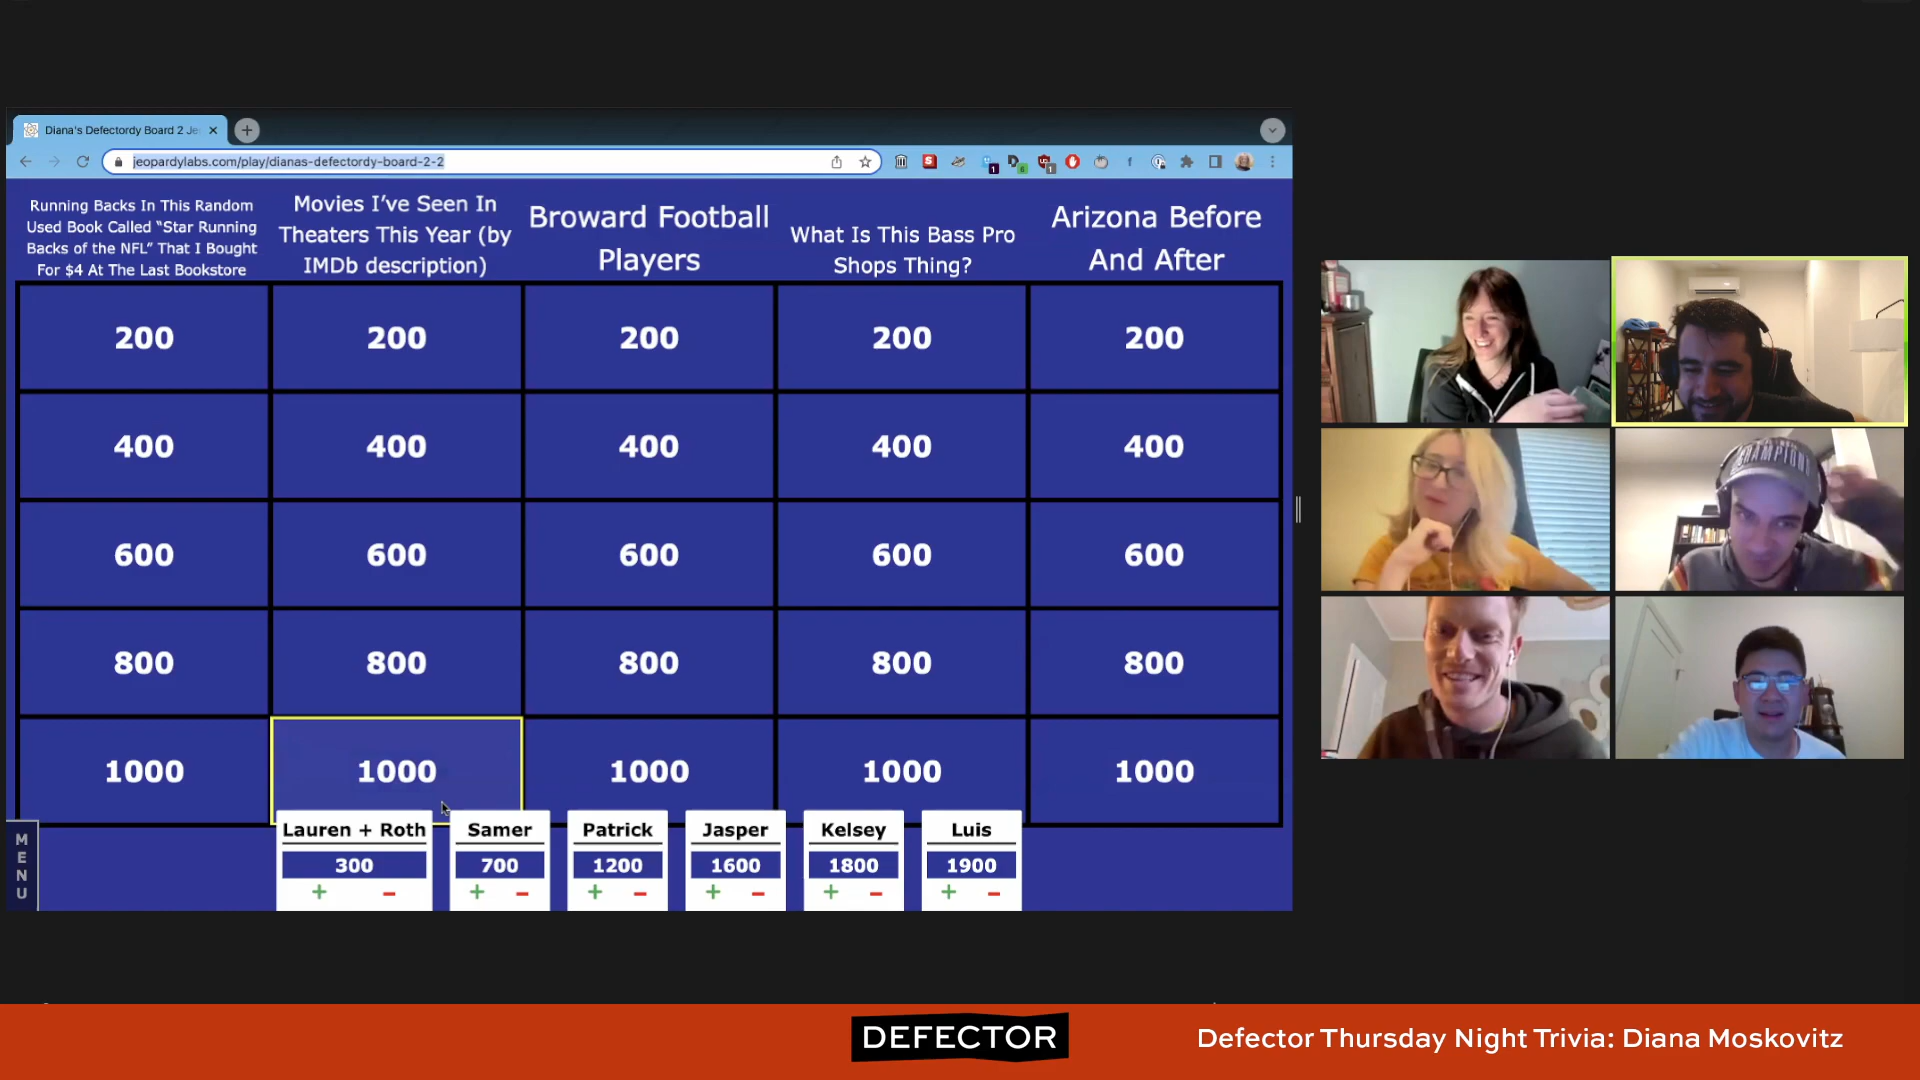 Diana's Defectordy Board 2 Je
jeopardylabs.com/play/dianas-defectordy-board-2-2
Running Backs In This Random
Used Book Called “Star Running
Backs of the NFL” That I Bought
For $4 At The Last Bookstore
Movies I’ve Seen In
Theaters This Year (by
IMDb description)
Broward Football
Players
What Is This Bass Pro
Shops Thing?
Arizona Before
And After
200 200 200 200 200
400 400 400 400 400
600 600 600 600 600
800 800 800 800 800
1000 1000 1000 1000 1000
MENU
Lauren + Roth Samer Patrick Jasper Kelsey Luis
300 700 1200 1600 1800 1900
+ − + − + − + − + − + −
CHAMPIONS
DEFECTOR
Defector Thursday Night Trivia: Diana Moskovitz